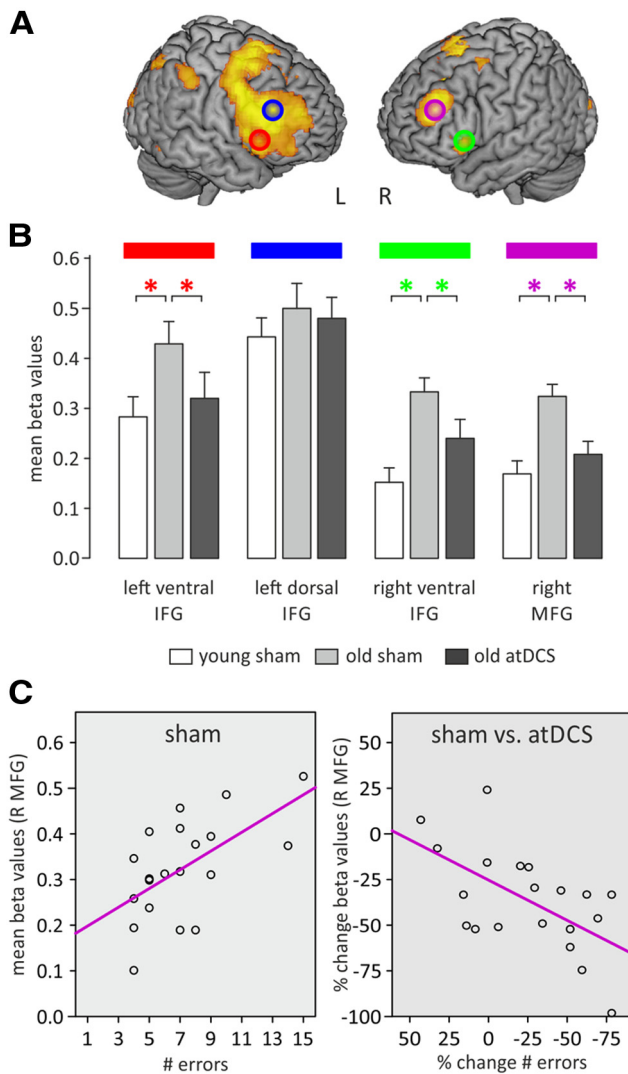 A
L R
B
mean beta values
0.6
0.5
0.4
0.3
0.2
0.1
0.0
* * * * * *
left ventral IFG
left dorsal IFG
right ventral IFG
right MFG
young sham old sham old atDCS
C
sham
mean beta values (R MFG)
0.6
0.5
0.4
0.3
0.2
0.1
0.0
1 3 5 7 9 11 13 15
# errors
sham vs. atDCS
% change beta values (R MFG)
50
25
0
-25
-50
-75
-100
50 25 0 -25 -50 -75
% change # errors